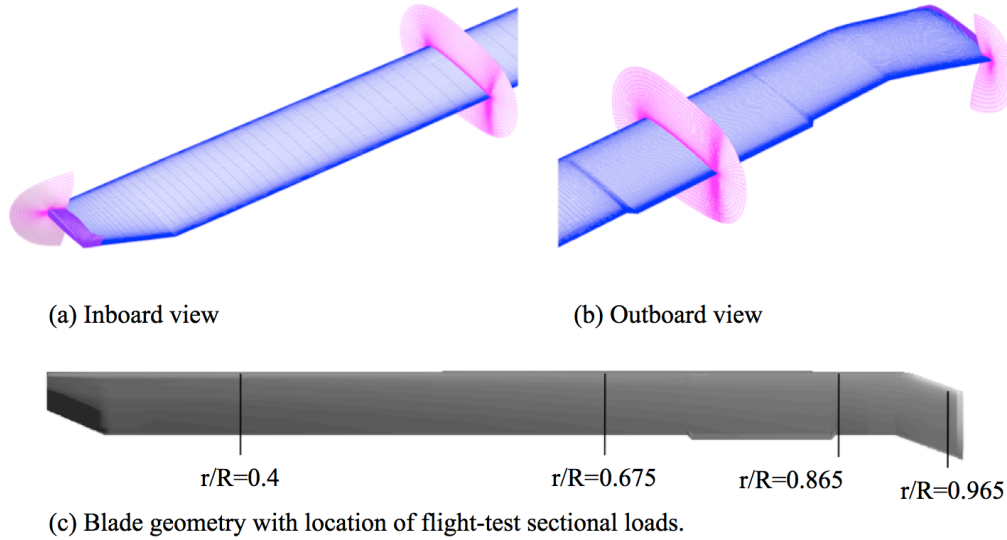 (a) Inboard view
(b) Outboard view
r/R=0.4
r/R=0.675
r/R=0.865
r/R=0.965
(c) Blade geometry with location of flight-test sectional loads.